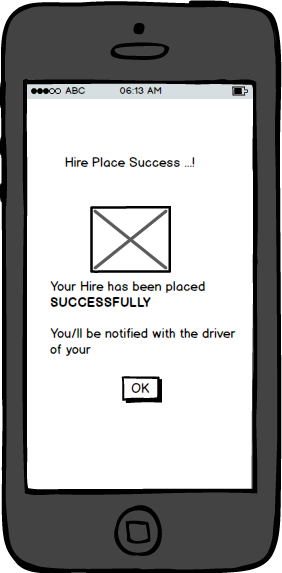 ABC 06:13 AM
Hire Place Success ...!
Your Hire has been placed
SUCCESSFULLY
You/ll be notified with the driver
of your
OK